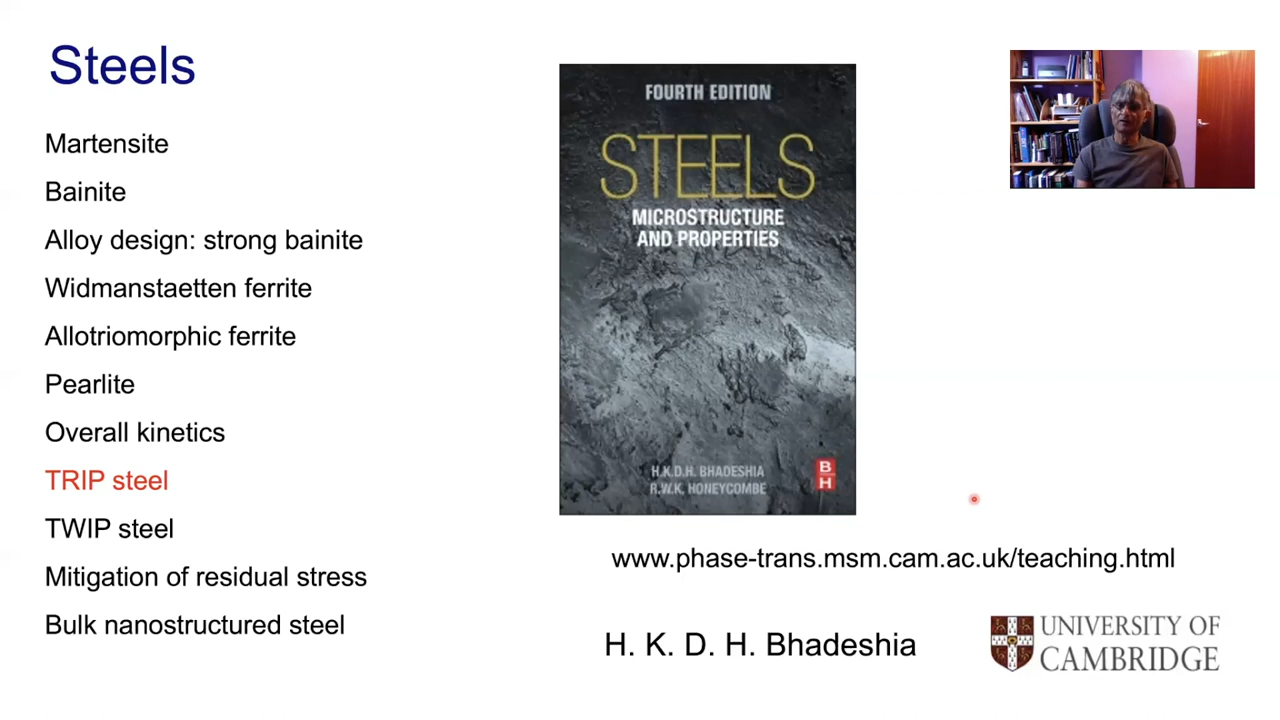 Steels
Martensite
Bainite
Alloy design: strong bainite
Widmanstaetten ferrite
Allotriomorphic ferrite
Pearlite
Overall kinetics
TRIP steel
TWIP steel
Mitigation of residual stress
Bulk nanostructured steel
FOURTH EDITION
STEELS
MICROSTRUCTURE
AND PROPERTIES
H.K.D.H. BHADESHIA
R.W.K. HONEYCOMBE
B
H
www.phase-trans.msm.cam.ac.uk/teaching.html
H. K. D. H. Bhadeshia
UNIVERSITY OF
CAMBRIDGE